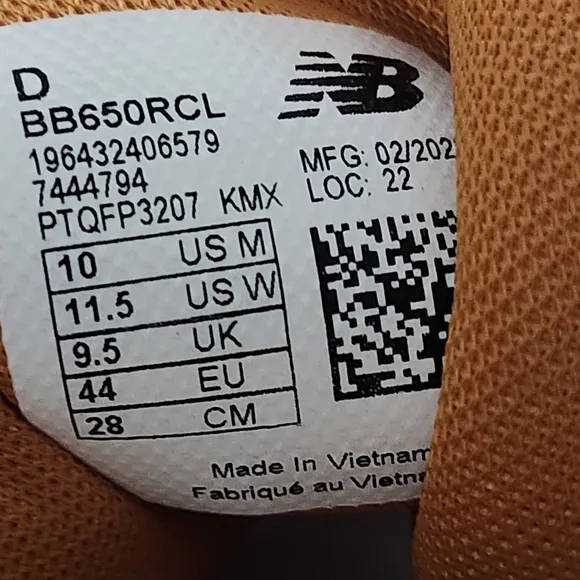 D
BB650RCL
196432406579
7444794
PTQFP3207 KMX
NB
MFG: 02/202
LOC: 22
10 US M
11.5 US W
9.5 UK
44 EU
28 CM
Made In Vietnam
Fabriqué au Vietna